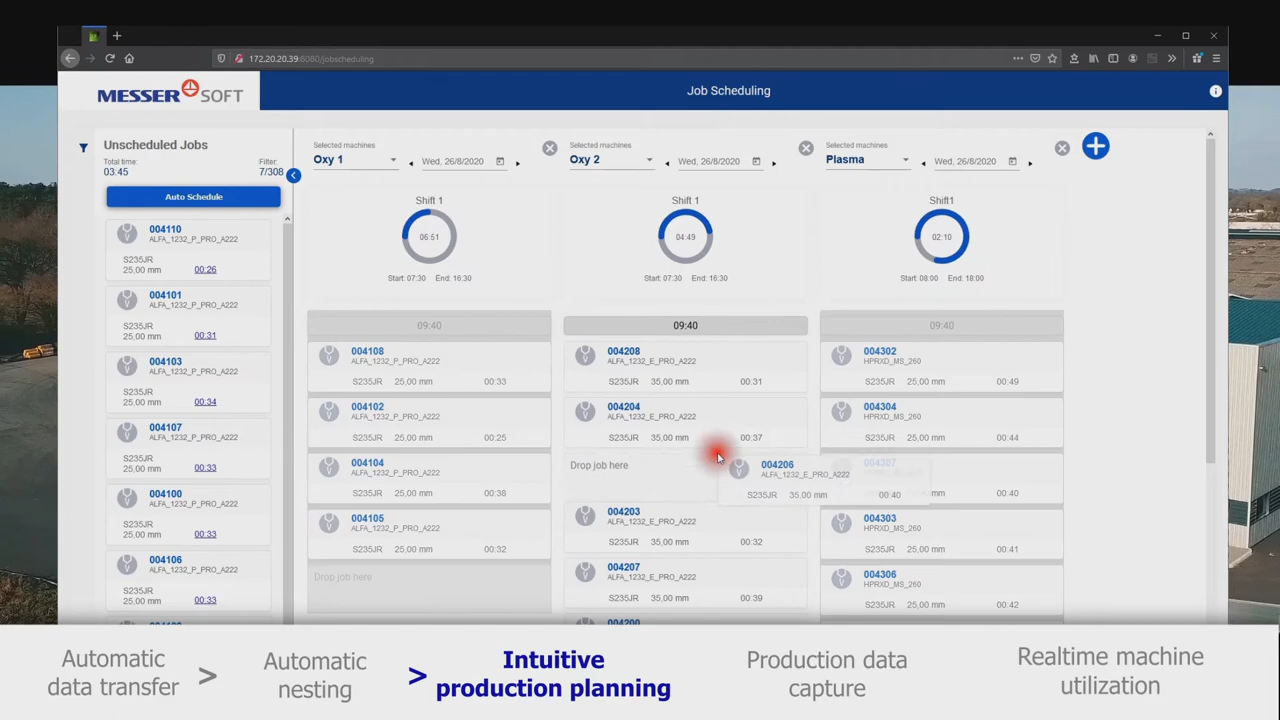 172.20.20.39:8080/jobscheduling
MESSER SOFT
Job Scheduling
Unscheduled Jobs
Total time:
03:45
Filter:
7/308
Auto Schedule
004110
ALFA_1232_P_PRO_A222
S235JR
25,00 mm 00:26
004101
ALFA_1232_P_PRO_A222
S235JR
25,00 mm 00:31
004103
ALFA_1232_P_PRO_A222
S235JR
25,00 mm 00:34
004107
ALFA_1232_P_PRO_A222
S235JR
25,00 mm 00:33
004100
ALFA_1232_P_PRO_A222
S235JR
25,00 mm 00:33
004106
ALFA_1232_P_PRO_A222
S235JR
25,00 mm 00:33
Selected machines
Oxy 1
Wed, 26/8/2020
Shift 1
06:51
Start: 07:30 End: 16:30
09:40
004108
ALFA_1232_P_PRO_A222
S235JR 25,00 mm 00:33
004102
ALFA_1232_P_PRO_A222
S235JR 25,00 mm 00:25
004104
ALFA_1232_P_PRO_A222
S235JR 25,00 mm 00:38
004105
ALFA_1232_P_PRO_A222
S235JR 25,00 mm 00:32
Drop job here
Selected machines
Oxy 2
Wed, 26/8/2020
Shift 1
04:49
Start: 07:30 End: 16:30
09:40
004208
ALFA_1232_E_PRO_A222
S235JR 35,00 mm 00:31
004204
ALFA_1232_E_PRO_A222
S235JR 35,00 mm 00:37
Drop job here
004206
ALFA_1232_E_PRO_A222
S235JR 35,00 mm 00:40
004203
ALFA_1232_E_PRO_A222
S235JR 35,00 mm 00:32
004207
ALFA_1232_E_PRO_A222
S235JR 35,00 mm 00:39
Selected machines
Plasma
Wed, 26/8/2020
Shift1
02:10
Start: 08:00 End: 18:00
09:40
004302
HPRXD_MS_260
S235JR 25,00 mm 00:49
004304
HPRXD_MS_260
S235JR 25,00 mm 00:44
004307
mm 00:40
004303
HPRXD_MS_260
S235JR 25,00 mm 00:41
004306
HPRXD_MS_260
S235JR 25,00 mm 00:42
Automatic
data transfer
>
Automatic
nesting
>
Intuitive
production planning
Production data
capture
Realtime machine
utilization